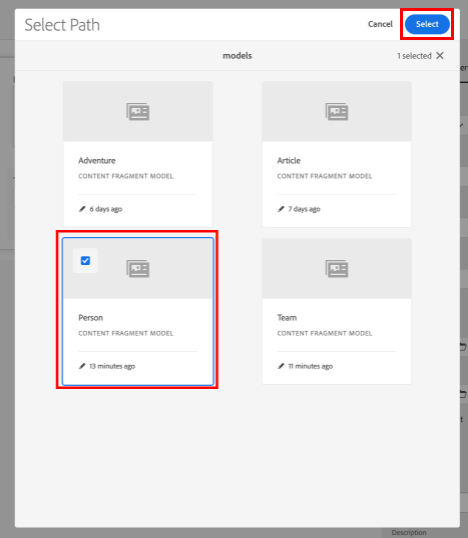 Select Path
Cancel
Select
models
1 selected
Adventure
CONTENT FRAGMENT MODEL
6 days ago
Article
CONTENT FRAGMENT MODEL
7 days ago
Person
CONTENT FRAGMENT MODEL
13 minutes ago
Team
CONTENT FRAGMENT MODEL
11 minutes ago
Description